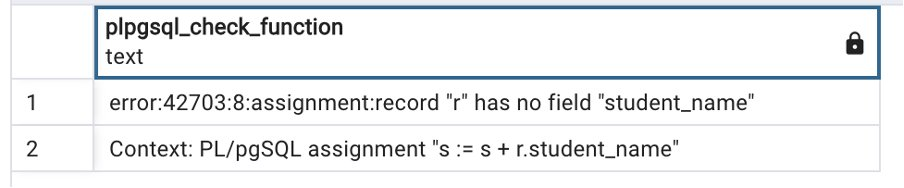 plpgsql_check_function
text
1 error:42703:8:assignment:record "r" has no field "student_name"
2 Context: PL/pgSQL assignment "s := s + r.student_name"